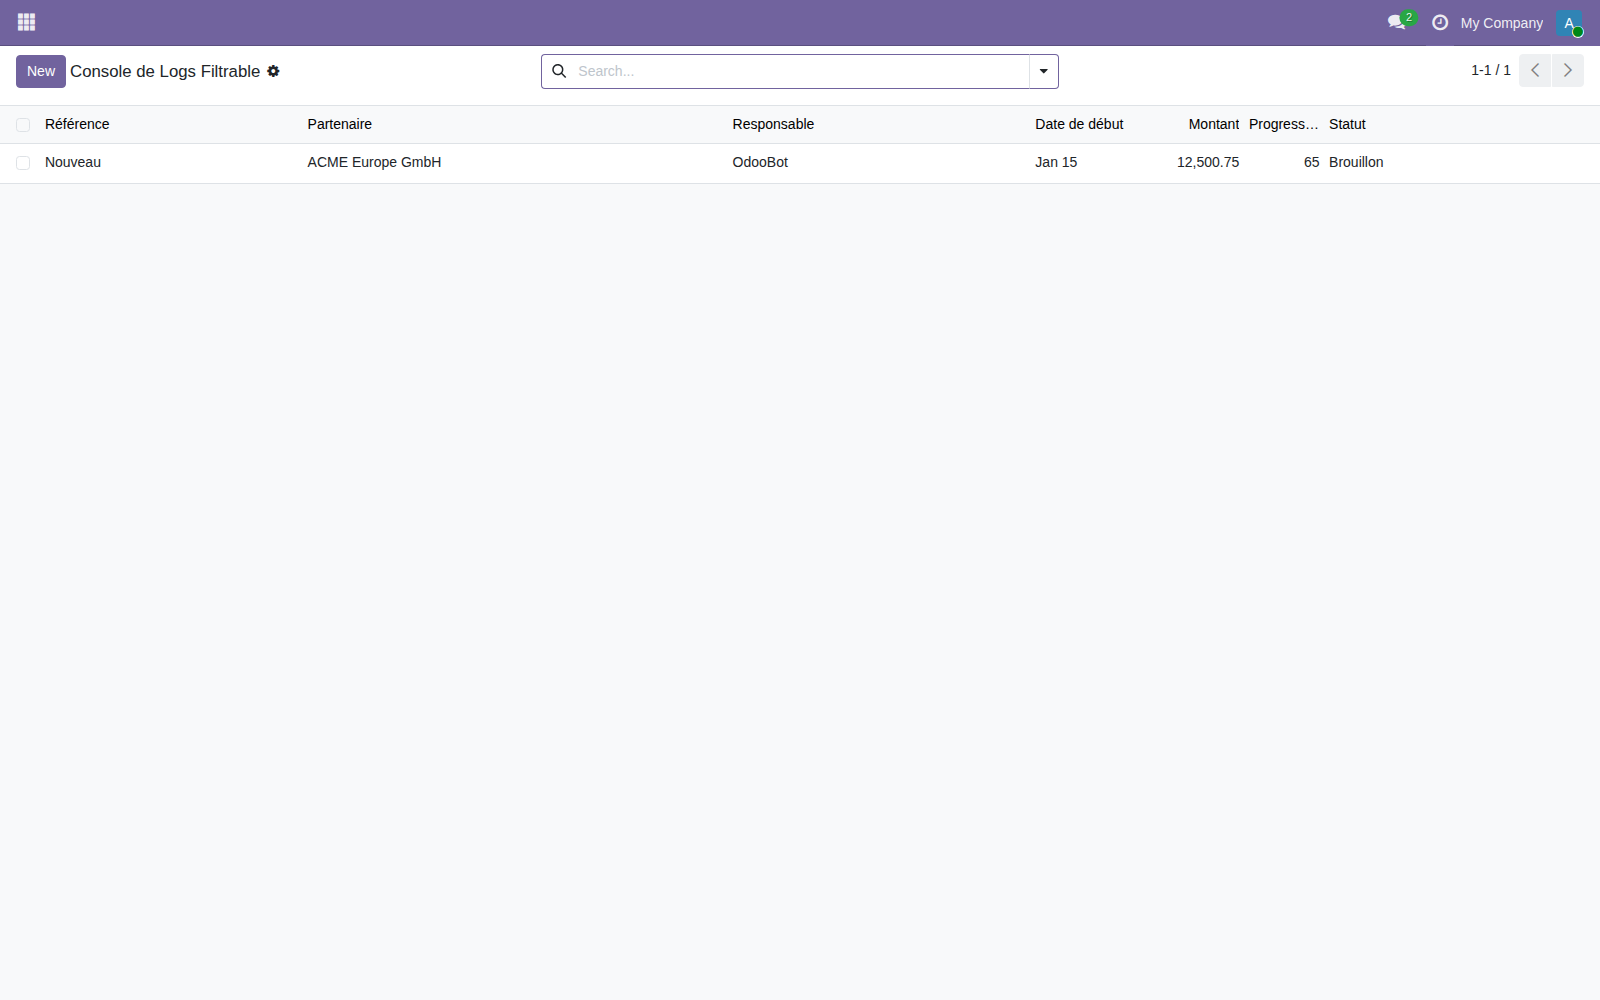 2 My Company A
New Console de Logs Filtrable Search... 1-1 / 1
Référence Partenaire Responsable Date de début Montant Progress… Statut
Nouveau ACME Europe GmbH OdooBot Jan 15 12,500.75 65 Brouillon